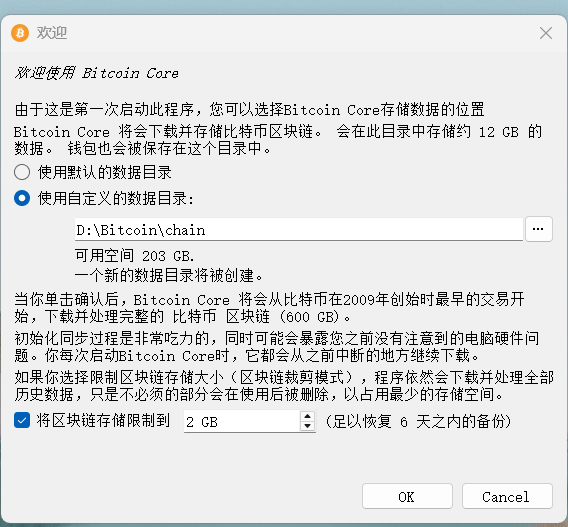 欢迎
欢迎使用 Bitcoin Core
由于这是第一次启动此程序，您可以选择Bitcoin Core存储数据的位置
Bitcoin Core 将会下载并存储比特币区块链。 会在此目录中存储约 12 GB 的
数据。 钱包也会被保存在这个目录中。
使用默认的数据目录
使用自定义的数据目录:
D:\Bitcoin\chain
...
可用空间 203 GB.
一个新的数据目录将被创建。
当你单击确认后，Bitcoin Core 将会从比特币在2009年创始时最早的交易开
始，下载并处理完整的 比特币 区块链 (600 GB)。
初始化同步过程是非常吃力的，同时可能会暴露您之前没有注意到的电脑硬件问
题。你每次启动Bitcoin Core时，它都会从之前中断的地方继续下载。
如果你选择限制区块链存储大小（区块链裁剪模式），程序依然会下载并处理全部
历史数据，只是不必须的部分会在使用后被删除，以占用最少的存储空间。
将区块链存储限制到 2 GB (足以恢复 6 天之内的备份)
OK Cancel